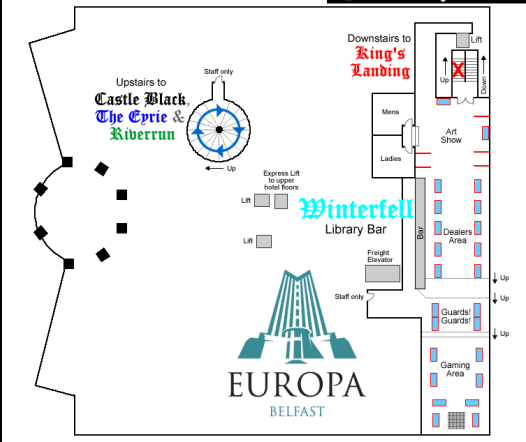 Downstairs to
King's
Landing
Lift
Up
Down
Upstairs to
Castle Black,
The Eyrie &
Riverrun
Staff only
Up
Mens
Ladies
Art
Show
Express Lift
to upper
hotel floors
Lift
Lift
Winterfell
Library Bar
Bar
Dealers
Area
Freight
Elevator
Staff only
Up
Up
Guards!
Guards!
Up
Gaming
Area
EUROPA
BELFAST